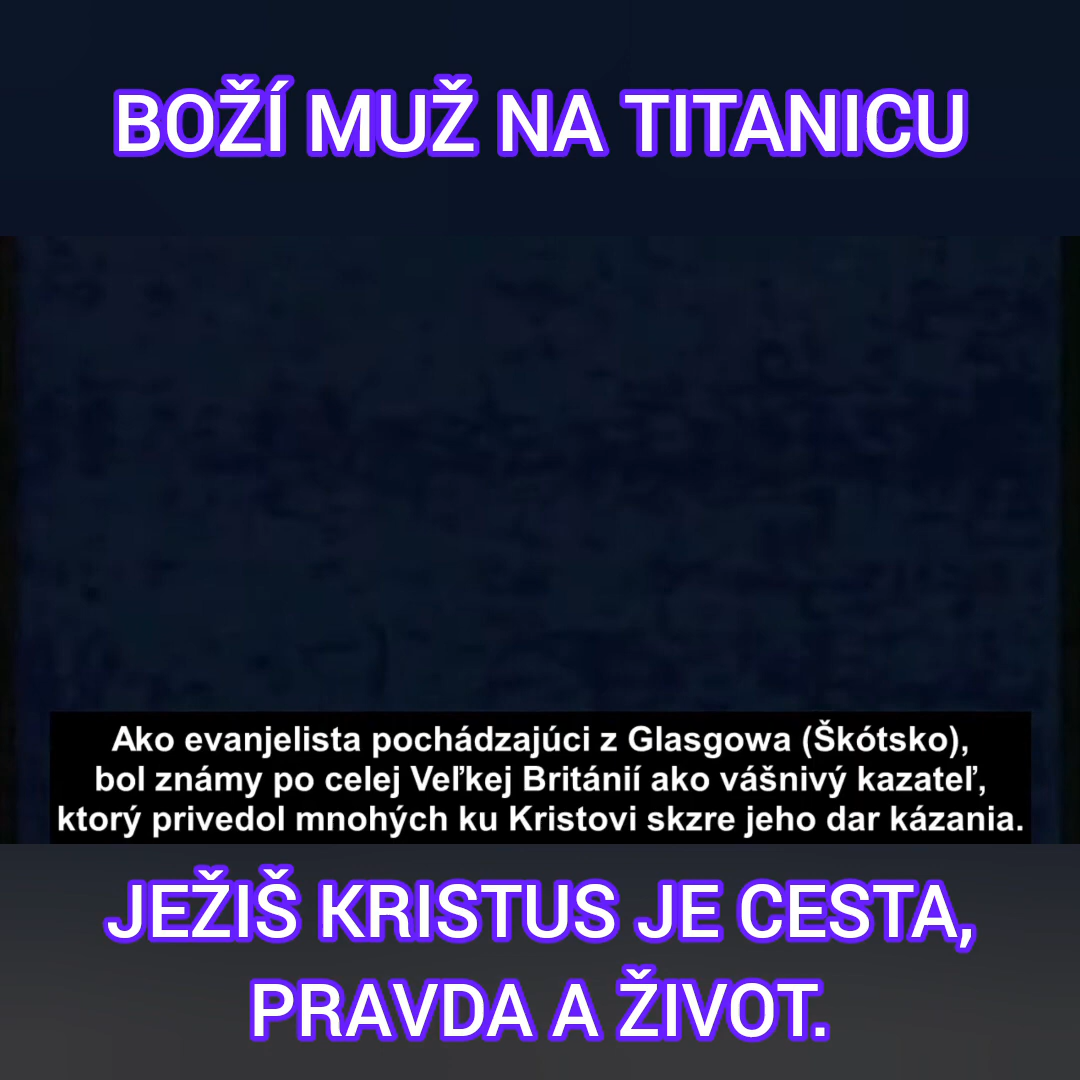 BOŽÍ MUŽ NA TITANICU
Ako evanjelista pochádzajúci z Glasgowa (Škótsko),
bol známy po celej Veľkej Británií ako vášnivý kazateľ,
ktorý privedol mnohých ku Kristovi skzre jeho dar kázania.
JEŽIŠ KRISTUS JE CESTA,
PRAVDA A ŽIVOT.